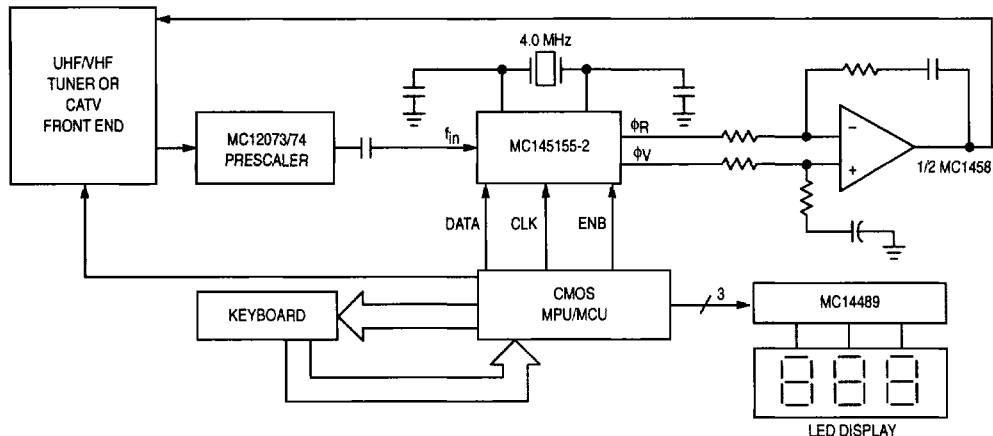 4.0 MHz
UHF/VHF
TUNER OR
CATV
FRONT END
MC12073/74
PRESCALER
fin
MC145155-2
ϕR
ϕV
–
+
1/2 MC1458
DATA
CLK
ENB
CMOS
MPU/MCU
3
KEYBOARD
MC14489
LED DISPLAY